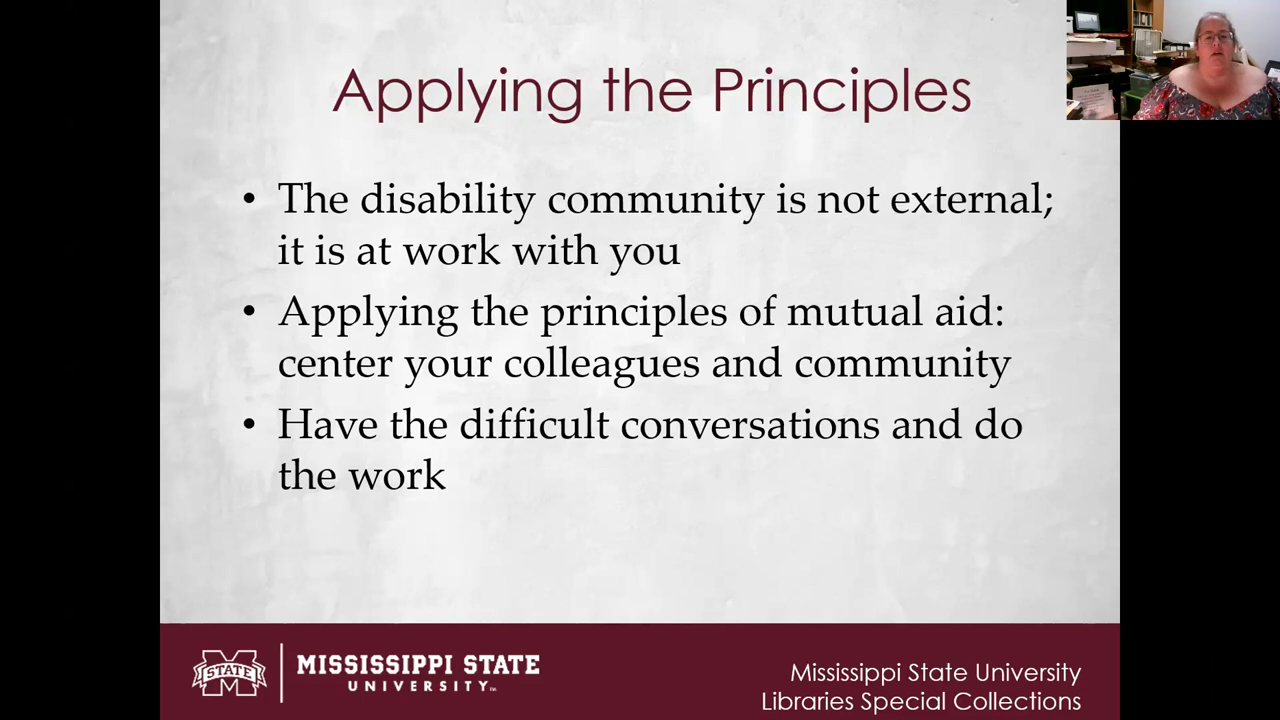 Applying the Principles
• The disability community is not external;
it is at work with you
• Applying the principles of mutual aid:
center your colleagues and community
• Have the difficult conversations and do
the work
STATE
MISSISSIPPI STATE
UNIVERSITY™
Mississippi State University
Libraries Special Collections